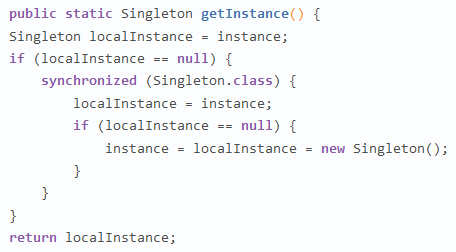 public static Singleton getInstance() {
Singleton localInstance = instance;
if (localInstance == null) {
    synchronized (Singleton.class) {
        localInstance = instance;
        if (localInstance == null) {
            instance = localInstance = new Singleton();
        }
    }
}
return localInstance;